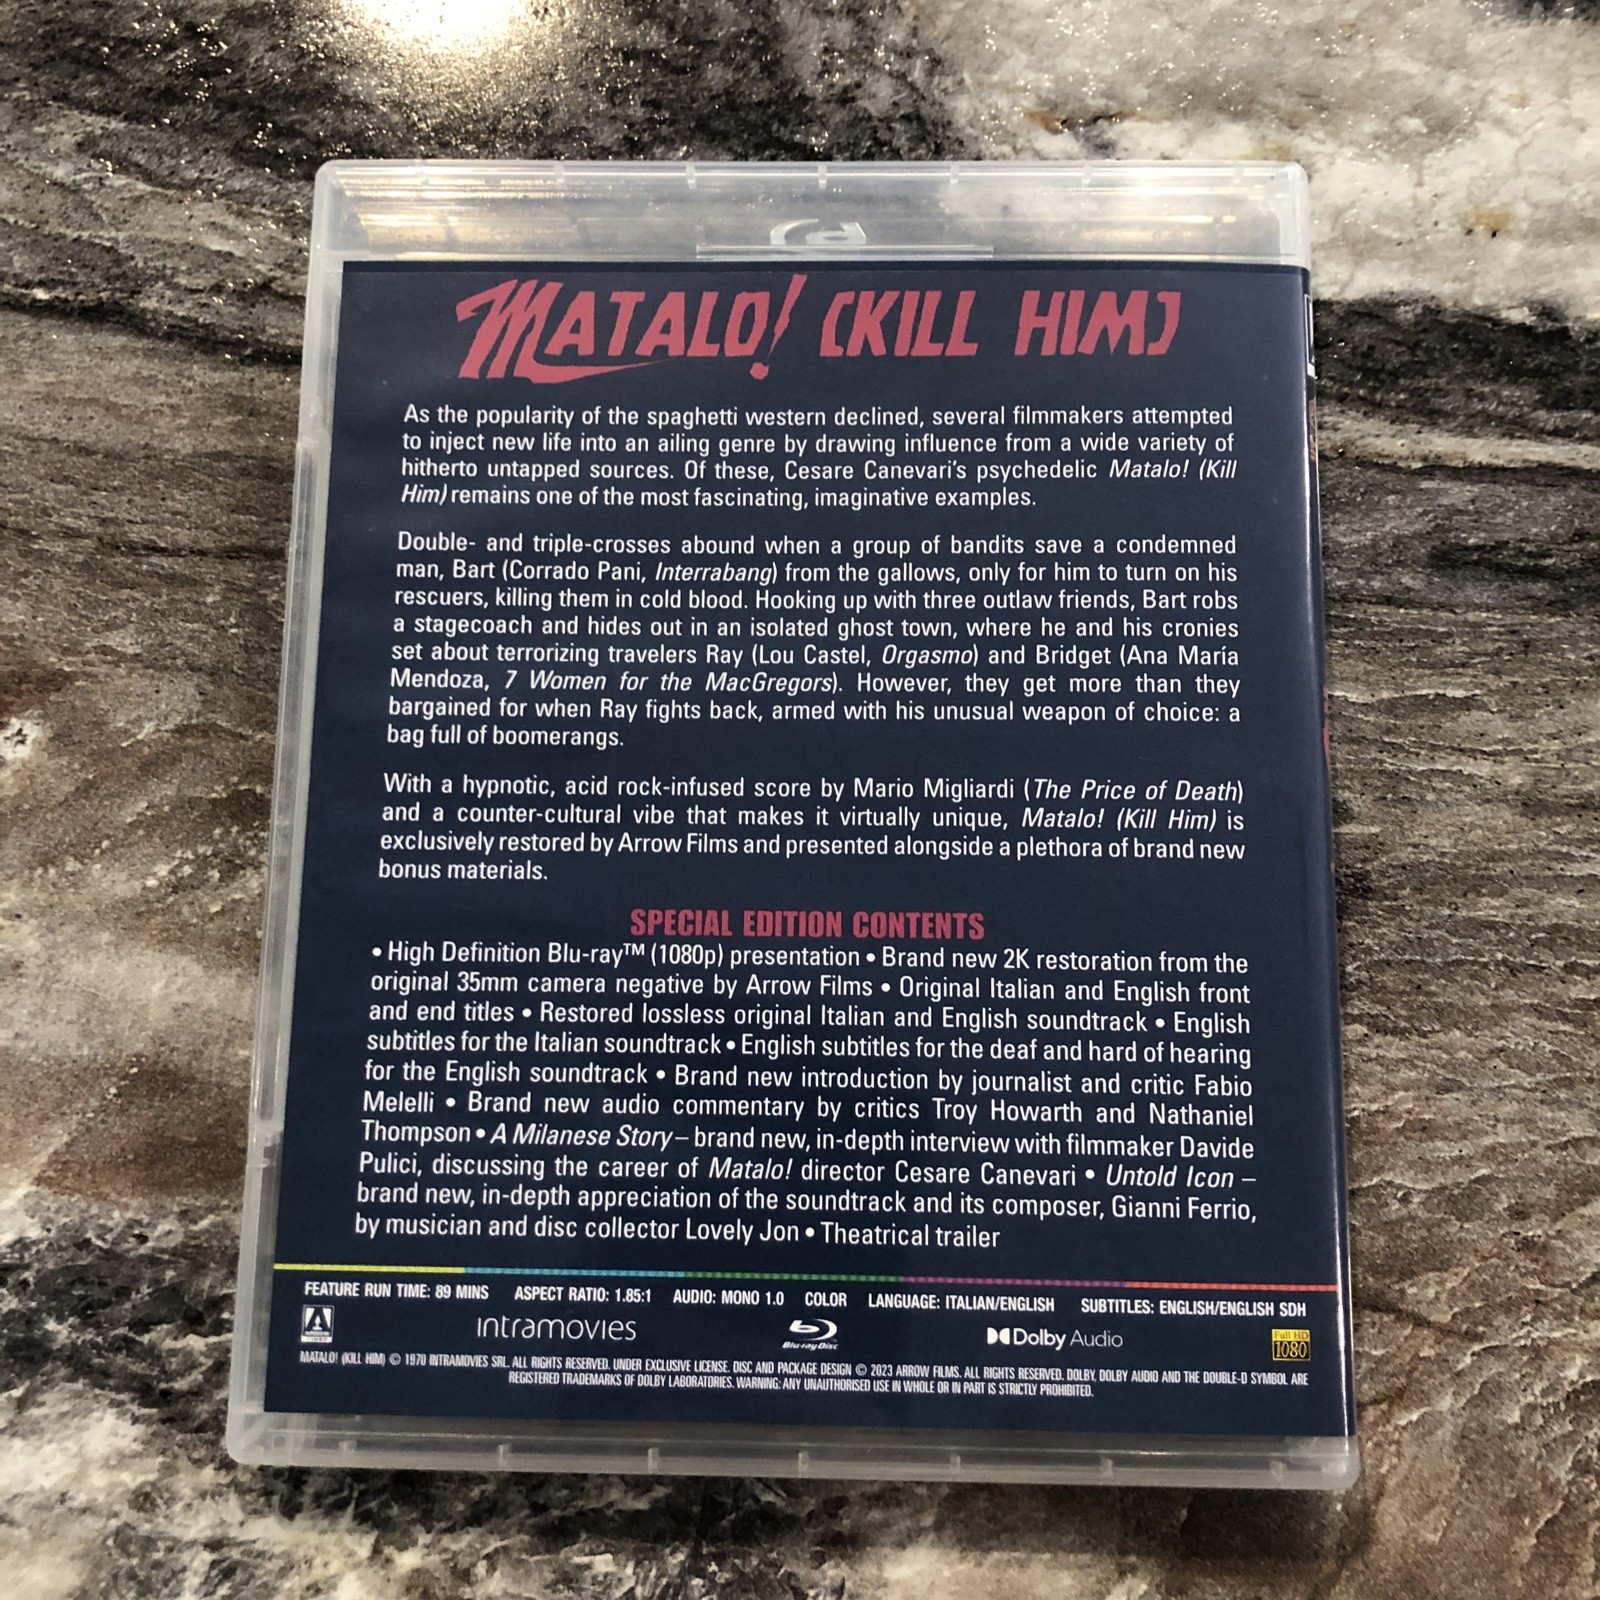 MATALO! (KILL HIM)
As the popularity of the spaghetti western declined, several filmmakers attempted
to inject new life into an ailing genre by drawing influence from a wide variety of
hitherto untapped sources. Of these, Cesare Canevari's psychedelic Matalo! (Kill
Him) remains one of the most fascinating, imaginative examples.
Double- and triple-crosses abound when a group of bandits save a condemned
man, Bart (Corrado Pani, Interrabang) from the gallows, only for him to turn on his
rescuers, killing them in cold blood. Hooking up with three outlaw friends, Bart robs
a stagecoach and hides out in an isolated ghost town, where he and his cronies
set about terrorizing travelers Ray (Lou Castel, Orgasmo) and Bridget (Ana María
Mendoza, 7 Women for the MacGregors). However, they get more than they
bargained for when Ray fights back, armed with his unusual weapon of choice: a
bag full of boomerangs.
With a hypnotic, acid rock-infused score by Mario Migliardi (The Price of Death)
and a counter-cultural vibe that makes it virtually unique, Matalo! (Kill Him) is
exclusively restored by Arrow Films and presented alongside a plethora of brand new
bonus materials.
SPECIAL EDITION CONTENTS
• High Definition Blu-ray™ (1080p) presentation • Brand new 2K restoration from the
original 35mm camera negative by Arrow Films • Original Italian and English front
and end titles • Restored lossless original Italian and English soundtrack • English
subtitles for the Italian soundtrack • English subtitles for the deaf and hard of hearing
for the English soundtrack • Brand new introduction by journalist and critic Fabio
Melelli • Brand new audio commentary by critics Troy Howarth and Nathaniel
Thompson • A Milanese Story – brand new, in-depth interview with filmmaker Davide
Pulici, discussing the career of Matalo! director Cesare Canevari • Untold Icon –
brand new, in-depth appreciation of the soundtrack and its composer, Gianni Ferrio,
by musician and disc collector Lovely Jon • Theatrical trailer
FEATURE RUN TIME: 89 MINS ASPECT RATIO: 1.85:1 AUDIO: MONO 1.0 COLOR LANGUAGE: ITALIAN/ENGLISH SUBTITLES: ENGLISH/ENGLISH SDH
intramovies Blu-ray Disc Dolby Audio Full HD 1080
MATALO! (KILL HIM) © 1970 INTRAMOVIES SRL. ALL RIGHTS RESERVED. UNDER EXCLUSIVE LICENSE. DISC AND PACKAGE DESIGN © 2023 ARROW FILMS. ALL RIGHTS RESERVED. DOLBY, DOLBY AUDIO AND THE DOUBLE-D SYMBOL ARE
REGISTERED TRADEMARKS OF DOLBY LABORATORIES. WARNING: ANY UNAUTHORISED USE IN WHOLE OR IN PART IS STRICTLY PROHIBITED.